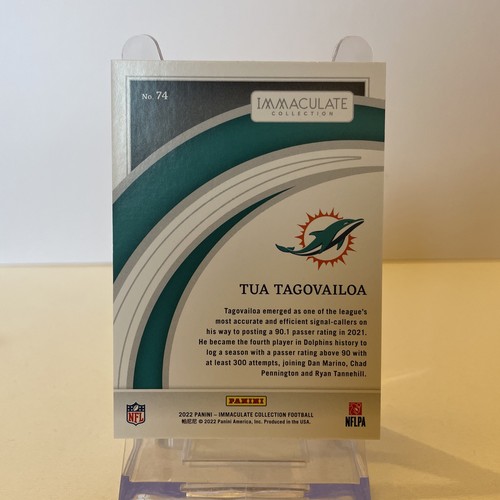 No. 74
IMMACULATE
COLLECTION
TUA TAGOVAILOA
Tagovailoa emerged as one of the league's
most accurate and efficient signal-callers on
his way to posting a 90.1 passer rating in 2021.
He became the fourth player in Dolphins history to
log a season with a passer rating above 90 with
at least 300 attempts, joining Dan Marino, Chad
Pennington and Ryan Tannehill.
NFL
PANINI
2022 PANINI – IMMACULATE COLLECTION FOOTBALL
帕尼尼 © 2022 Panini America, Inc. Produced in the USA.
NFLPA